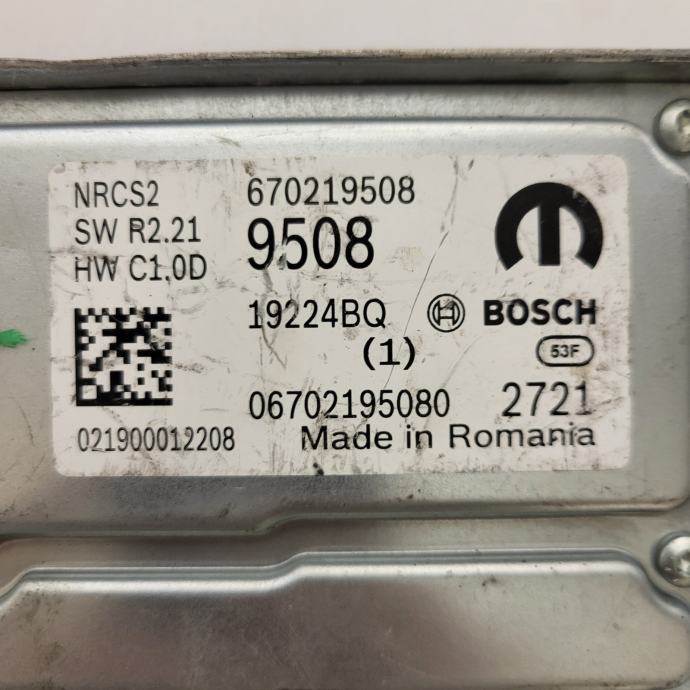 NRCS2 670219508
SW R2.21 9508
HW C1.0D
19224BQ BOSCH
(1) 53F
06702195080 2721
021900012208 Made in Romania